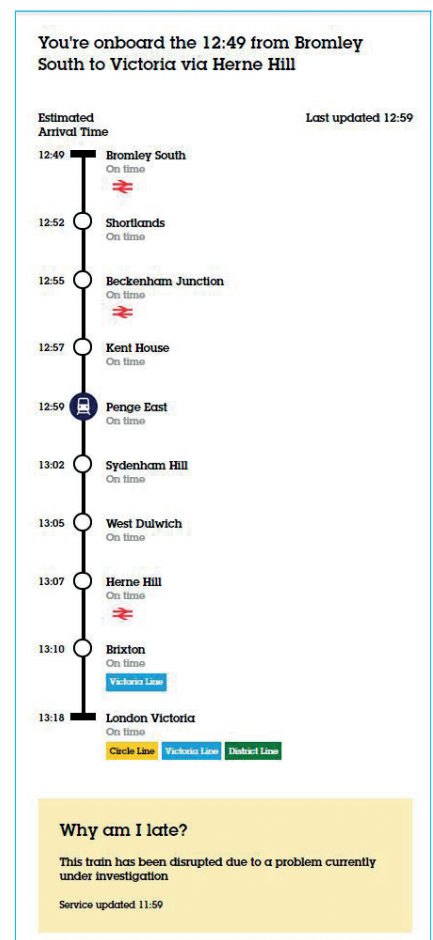 You're onboard the 12:49 from Bromley
South to Victoria via Herne Hill
Estimated
Arrival Time
Last updated 12:59
12:49 Bromley South
On time
12:52 Shortlands
On time
12:55 Beckenham Junction
On time
12:57 Kent House
On time
12:59 Penge East
On time
13:02 Sydenham Hill
On time
13:05 West Dulwich
On time
13:07 Herne Hill
On time
13:10 Brixton
On time
Victoria Line
13:18 London Victoria
On time
Circle Line Victoria Line District Line
Why am I late?
This train has been disrupted due to a problem currently
under investigation
Service updated 11:59